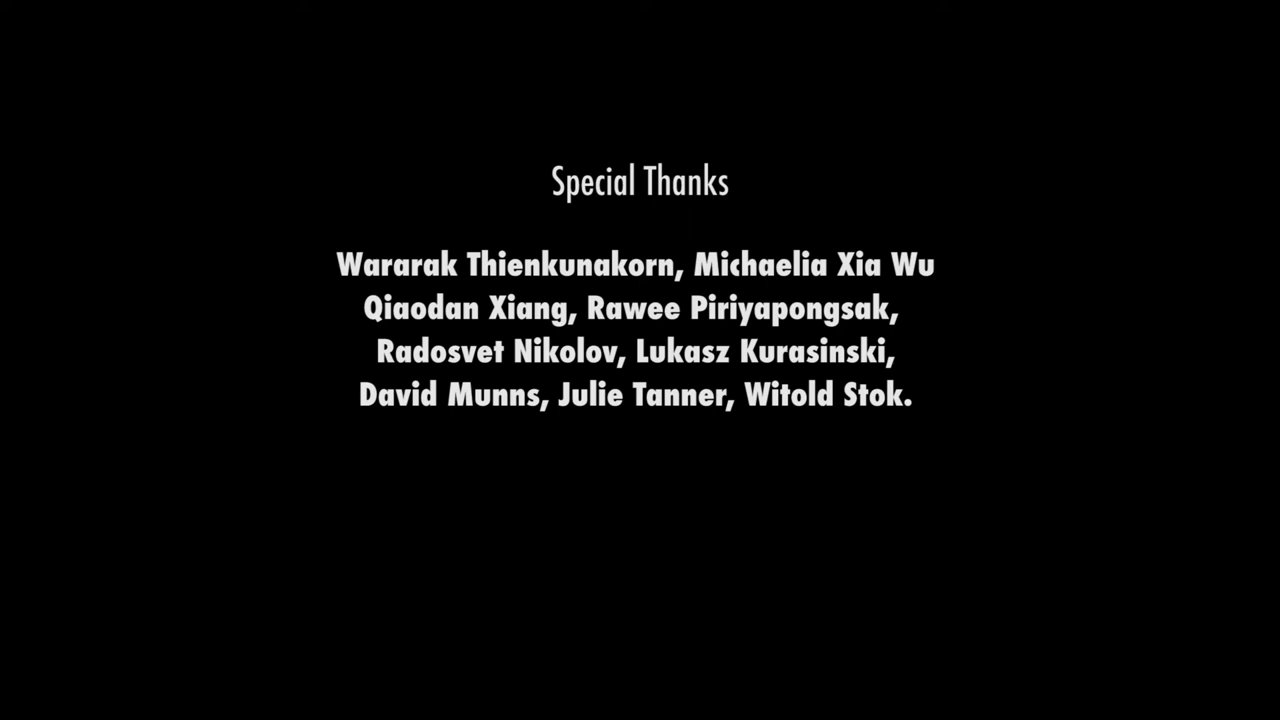 Special Thanks
Wararak Thienkunakorn, Michaelia Xia Wu
Qiaodan Xiang, Rawee Piriyapongsak,
Radosvet Nikolov, Lukasz Kurasinski,
David Munns, Julie Tanner, Witold Stok.